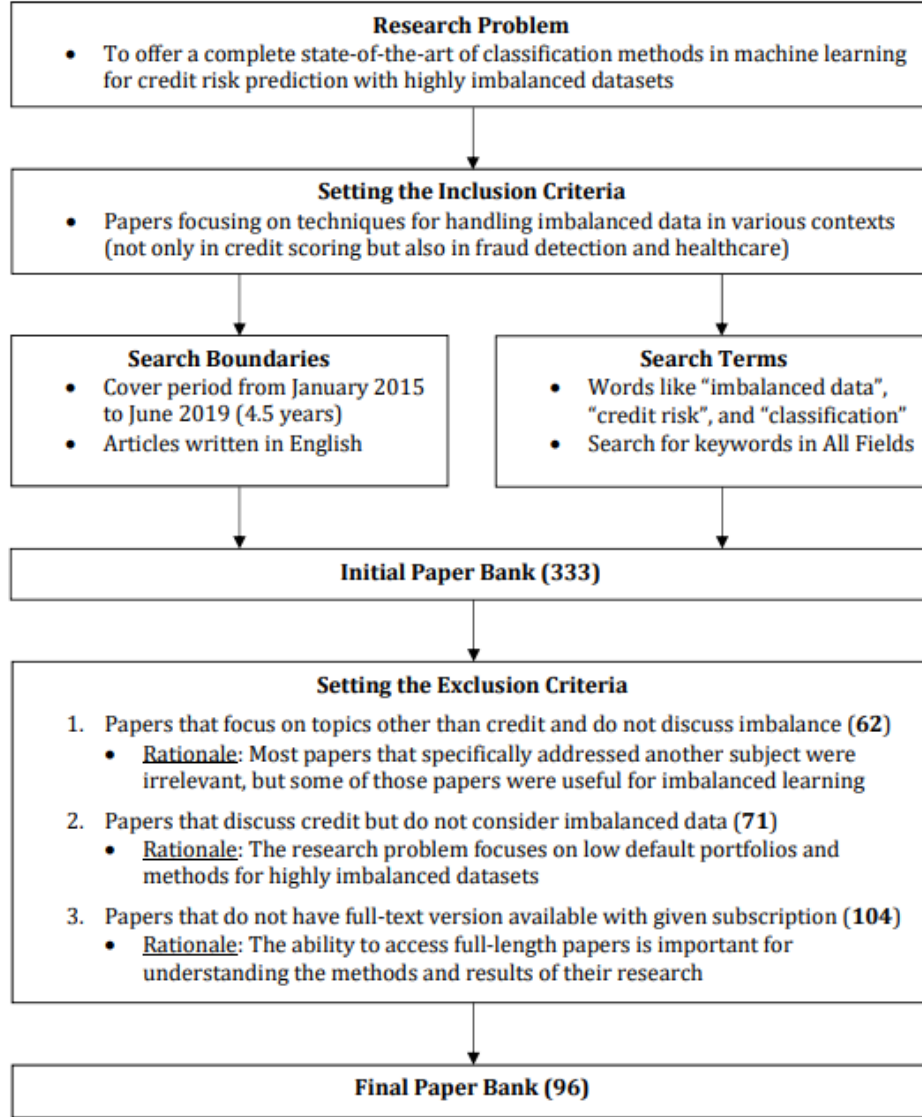 Research Problem
• To offer a complete state-of-the-art of classification methods in machine learning
for credit risk prediction with highly imbalanced datasets
Setting the Inclusion Criteria
• Papers focusing on techniques for handling imbalanced data in various contexts
(not only in credit scoring but also in fraud detection and healthcare)
Search Boundaries
• Cover period from January 2015
to June 2019 (4.5 years)
• Articles written in English
Search Terms
• Words like “imbalanced data”,
“credit risk”, and “classification”
• Search for keywords in All Fields
Initial Paper Bank (333)
Setting the Exclusion Criteria
1. Papers that focus on topics other than credit and do not discuss imbalance (62)
• Rationale: Most papers that specifically addressed another subject were
irrelevant, but some of those papers were useful for imbalanced learning
2. Papers that discuss credit but do not consider imbalanced data (71)
• Rationale: The research problem focuses on low default portfolios and
methods for highly imbalanced datasets
3. Papers that do not have full-text version available with given subscription (104)
• Rationale: The ability to access full-length papers is important for
understanding the methods and results of their research
Final Paper Bank (96)